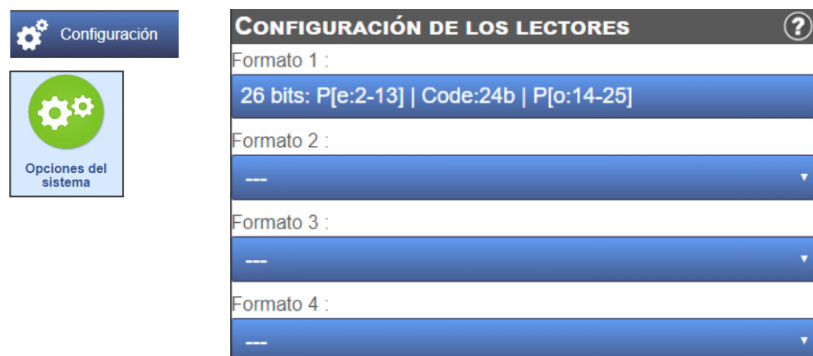 Configuración
Opciones del
sistema
CONFIGURACIÓN DE LOS LECTORES ?
Formato 1 :
26 bits: P[e:2-13] | Code:24b | P[o:14-25]
Formato 2 :
---
Formato 3 :
---
Formato 4 :
---